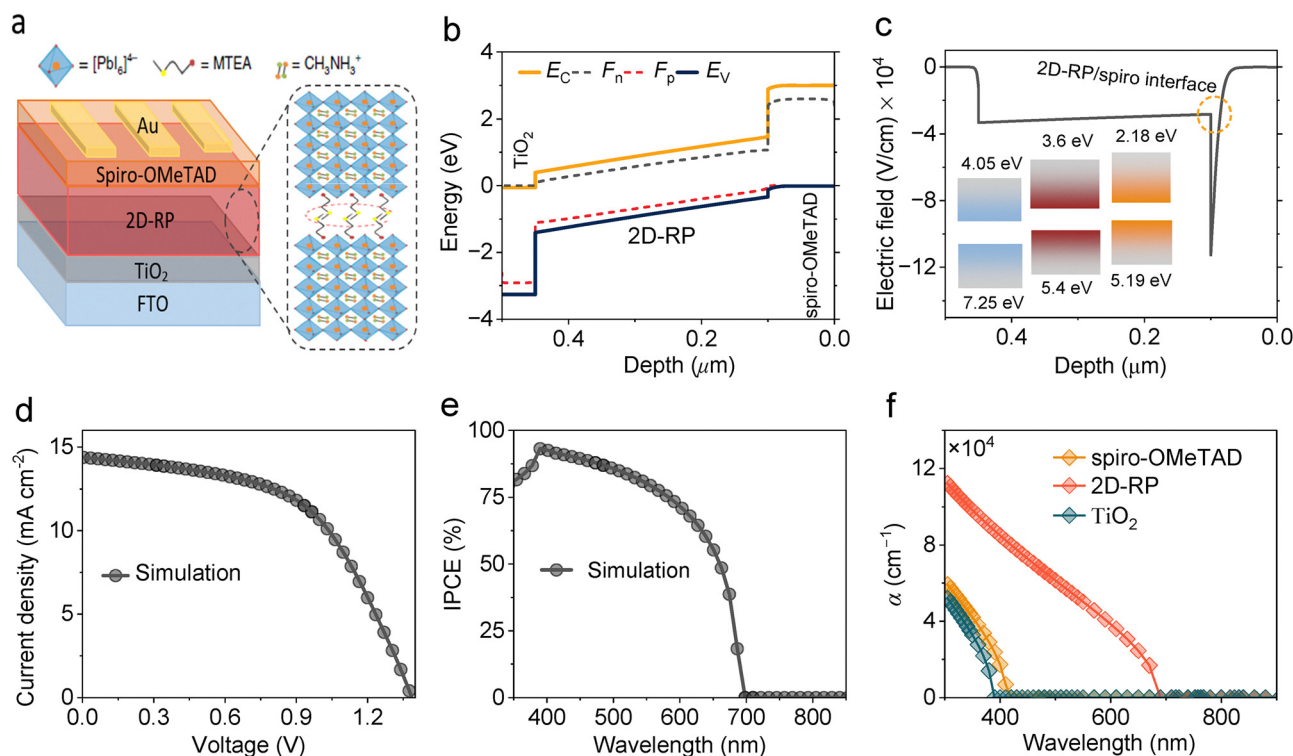 a
= [PbI₆]⁴⁻ = MTEA = CH₃NH₃⁺
Au
Spiro-OMeTAD
2D-RP
TiO₂
FTO
b
4
2
0
−2
−4
Energy (eV)
E_C F_n F_p E_V
TiO₂
2D-RP
spiro-OMeTAD
0.4 0.2 0.0
Depth (μm)
c
0
−4
−8
−12
Electric field (V/cm) × 10⁴
2D-RP/spiro interface
4.05 eV 3.6 eV 2.18 eV
7.25 eV 5.4 eV 5.19 eV
0.4 0.2 0.0
Depth (μm)
d
15
10
5
0
Current density (mA cm⁻²)
Simulation
0.0 0.3 0.6 0.9 1.2
Voltage (V)
e
100
75
50
25
0
IPCE (%)
Simulation
400 500 600 700 800
Wavelength (nm)
f
×10⁴
12
8
4
0
α (cm⁻¹)
spiro-OMeTAD
2D-RP
TiO₂
400 600 800
Wavelength (nm)